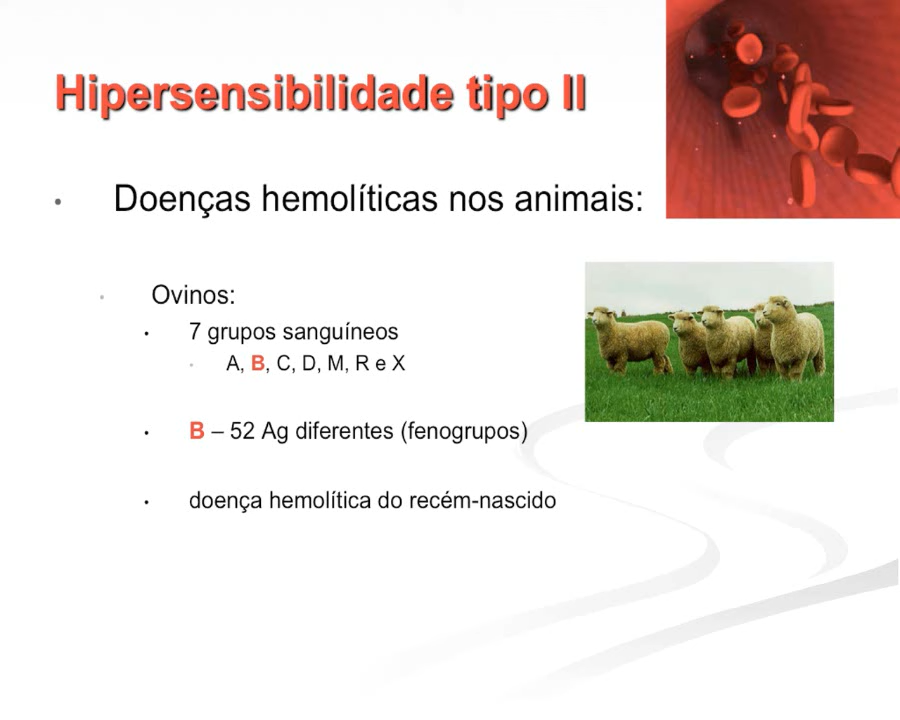 Hipersensibilidade tipo II
• Doenças hemolíticas nos animais:
• Ovinos:
• 7 grupos sanguíneos
• A, B, C, D, M, R e X
• B – 52 Ag diferentes (fenogrupos)
• doença hemolítica do recém-nascido